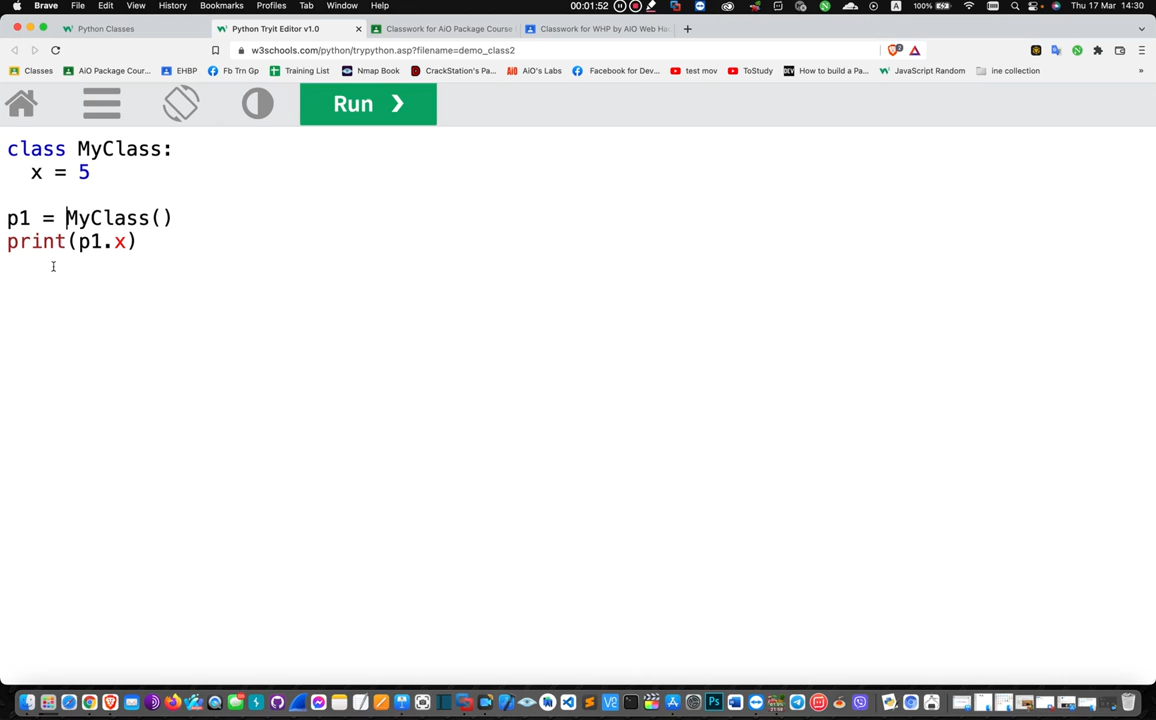 Brave File Edit View History Bookmarks Profiles Tab Window Help 00:01:52 A 100% Thu 17 Mar 14:30
Python Classes Python Tryit Editor v1.0 Classwork for AiO Package Course Classwork for WHP by AIO Web Ha
w3schools.com/python/trypython.asp?filename=demo_class2
Classes AiO Package Cour... EHBP Fb Trn Gp Training List Nmap Book CrackStation's Pa... AiO's Labs Facebook for Dev... test mov ToStudy How to build a Pa... JavaScript Random ine collection »
Run ❯
class MyClass:
x = 5
p1 = MyClass()
print(p1.x)